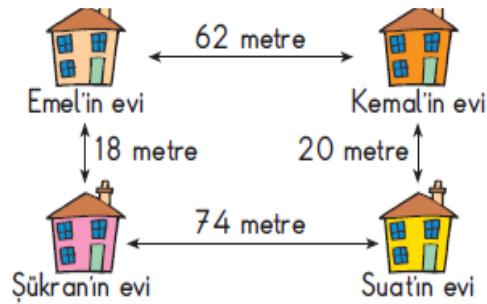 62 metre
Emel'in evi
Kemal'in evi
18 metre
20 metre
74 metre
Şükran'ın evi
Suat'ın evi